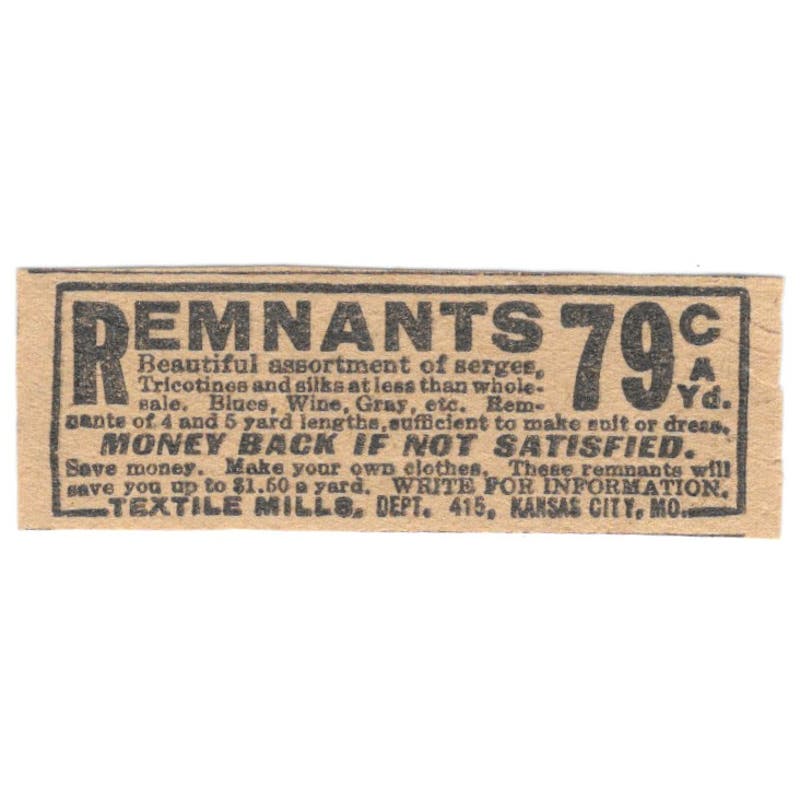 REMNANTS 79C A Yd.
Beautiful assortment of serges,
Tricotines and silks at less than whole-
sale. Blues, Wine, Gray, etc. Rem-
nants of 4 and 5 yard lengths, sufficient to make suit or dress.
MONEY BACK IF NOT SATISFIED.
Save money. Make your own clothes. These remnants will
save you up to $1.50 a yard. WRITE FOR INFORMATION.
TEXTILE MILLS, DEPT. 415, KANSAS CITY, MO.